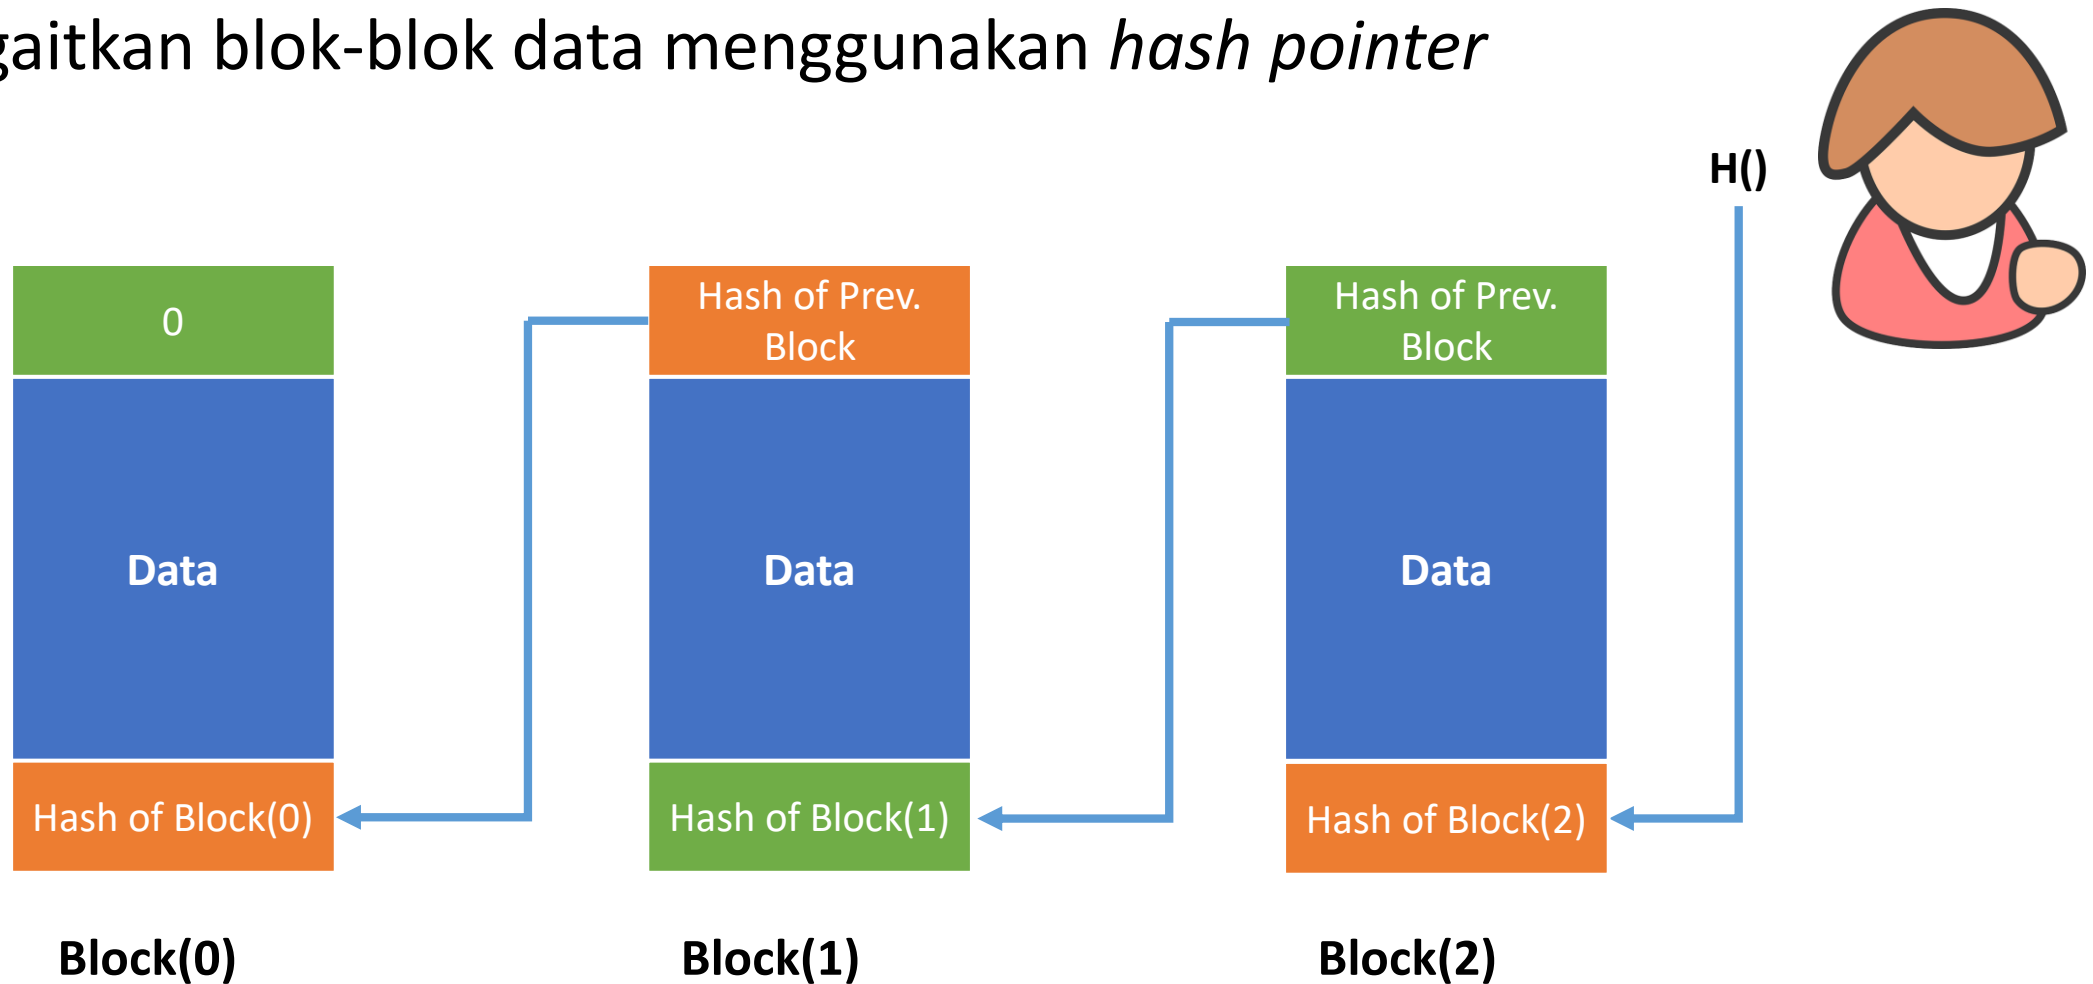 gaitkan blok-blok data menggunakan hash pointer
H()
0
Hash of Prev.
Block
Hash of Prev.
Block
Data
Data
Data
Hash of Block(0)
Hash of Block(1)
Hash of Block(2)
Block(0)
Block(1)
Block(2)